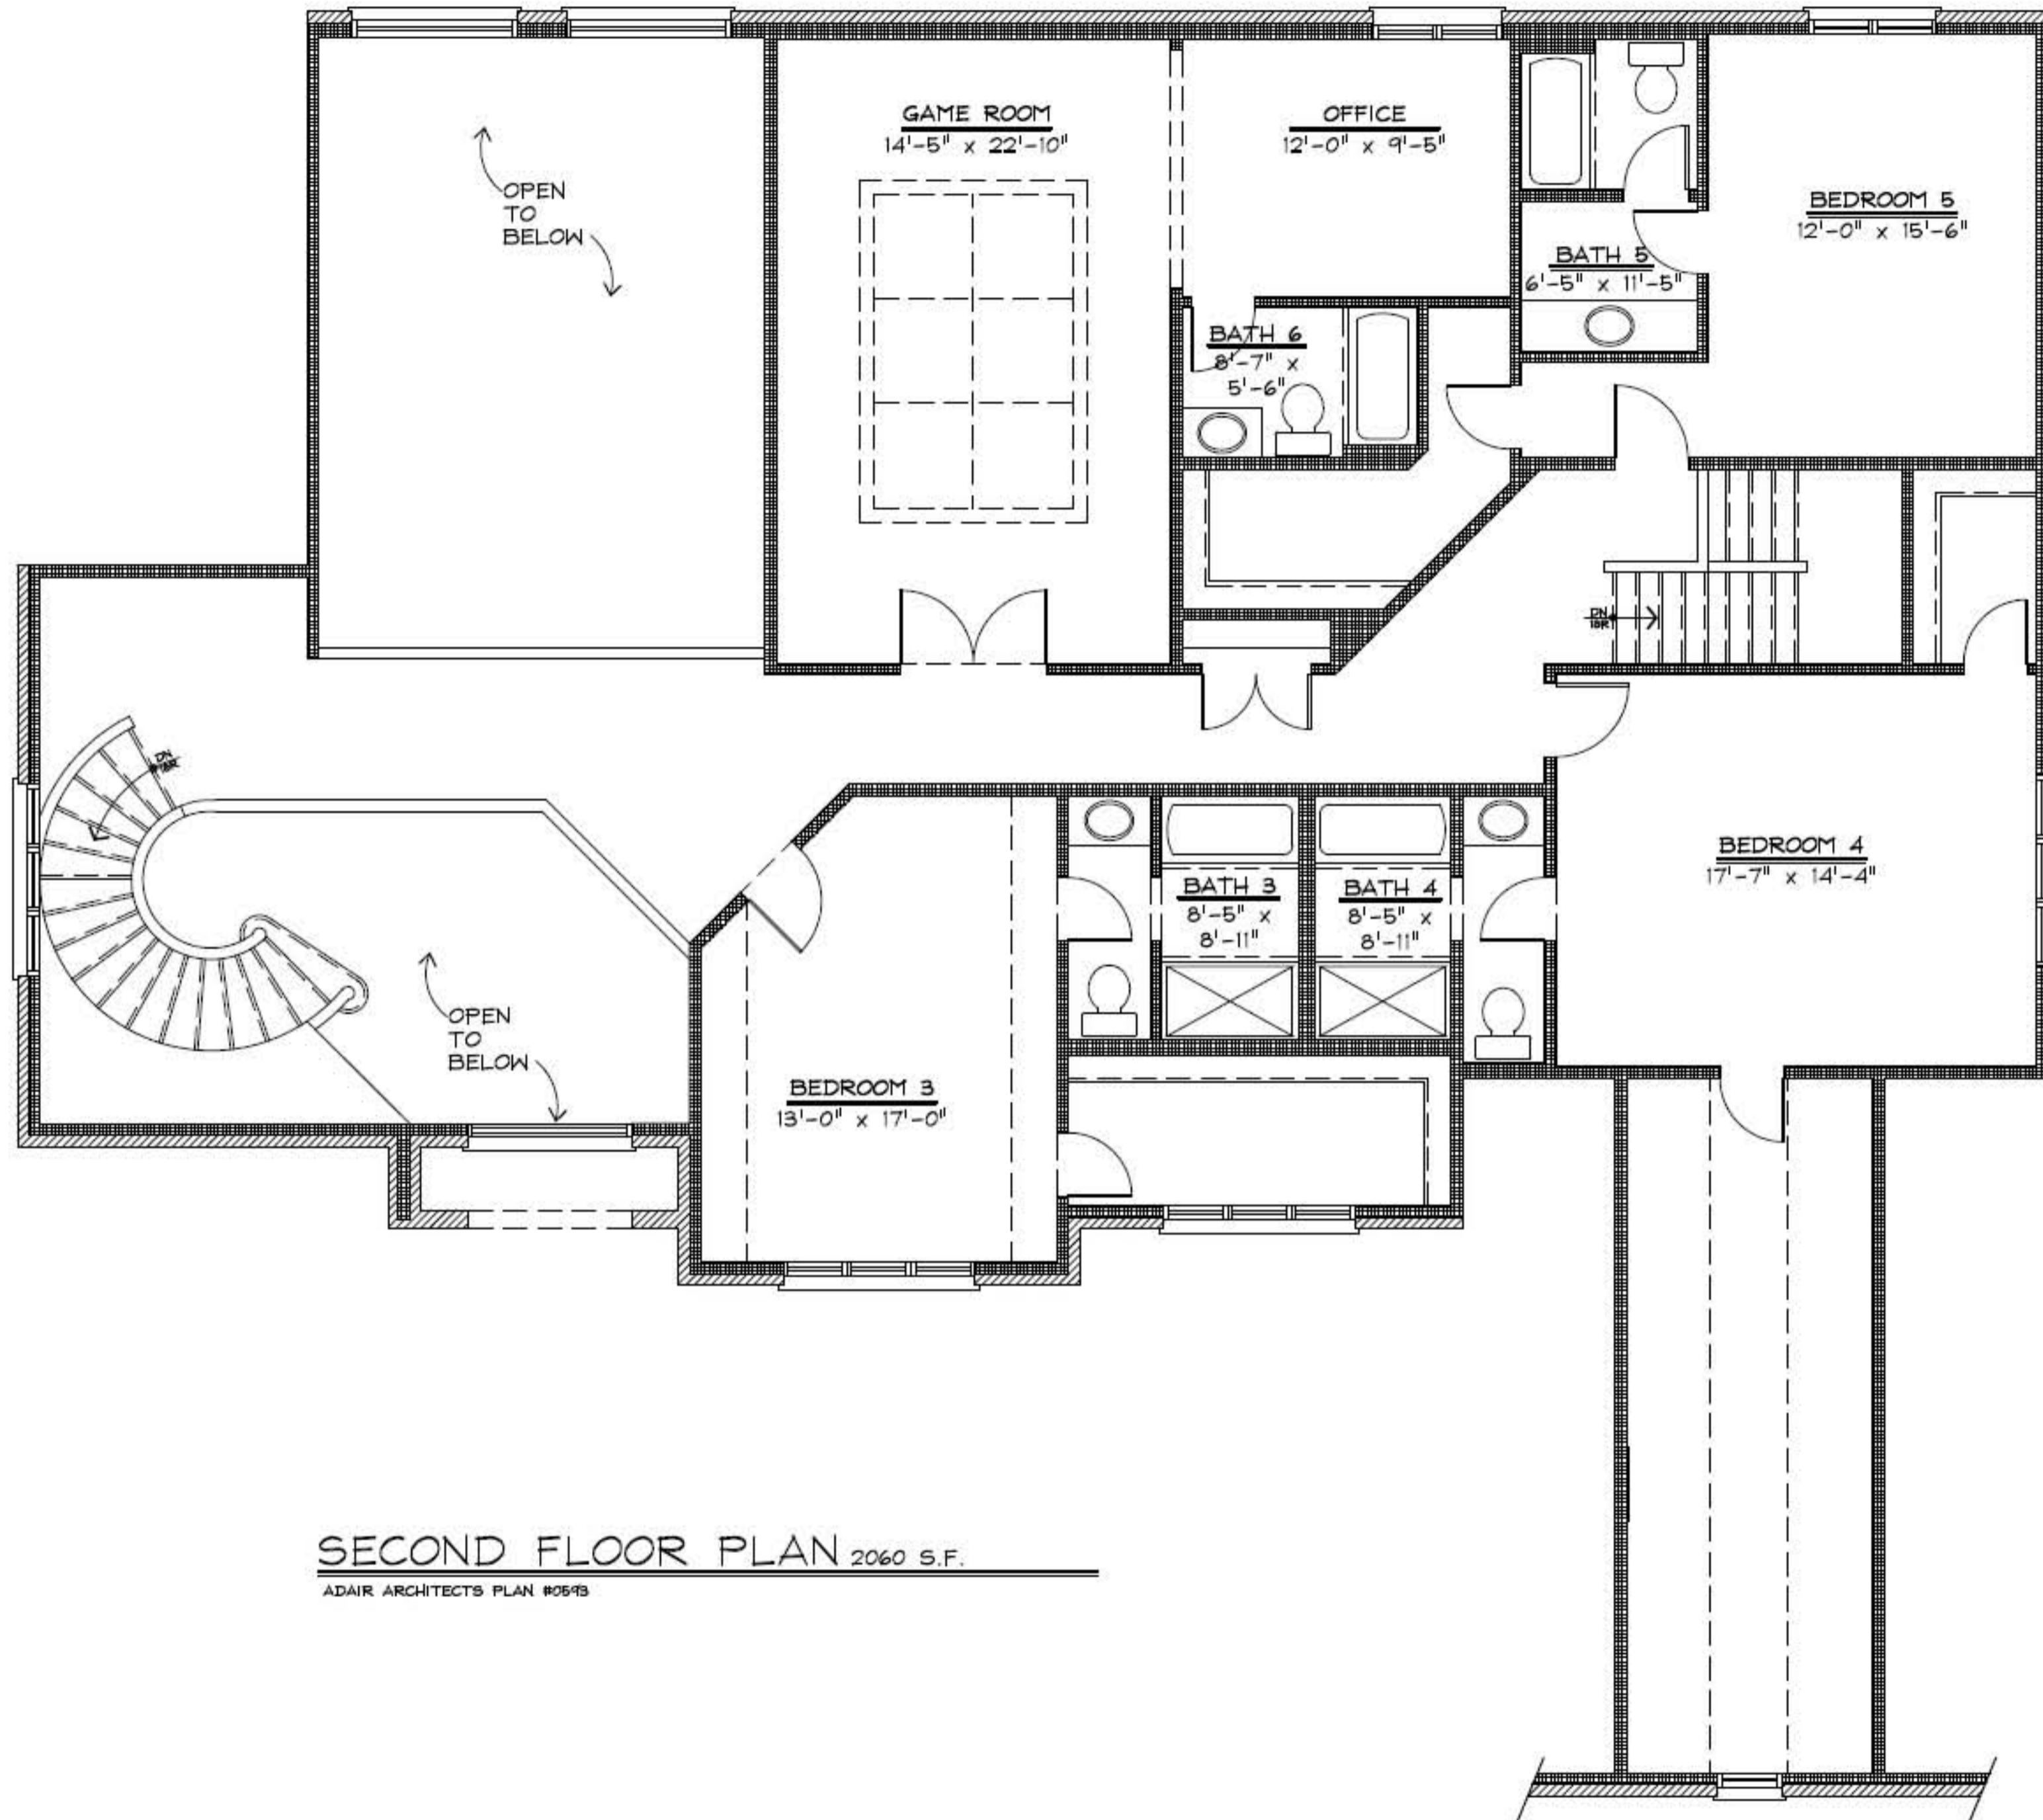 GAME ROOM
14'-5" x 22'-10"
OFFICE
12'-0" x 9'-5"
OPEN
TO
BELOW
BEDROOM 5
12'-0" x 15'-6"
BATH 5
6'-5" x 11'-5"
BATH 6
8'-7" x
5'-6"
DN
18R
DN
18R
BEDROOM 4
17'-7" x 14'-4"
BATH 3
8'-5" x
8'-11"
BATH 4
8'-5" x
8'-11"
OPEN
TO
BELOW
BEDROOM 3
13'-0" x 17'-0"
SECOND FLOOR PLAN 2060 S.F.
ADAIR ARCHITECTS PLAN #0593